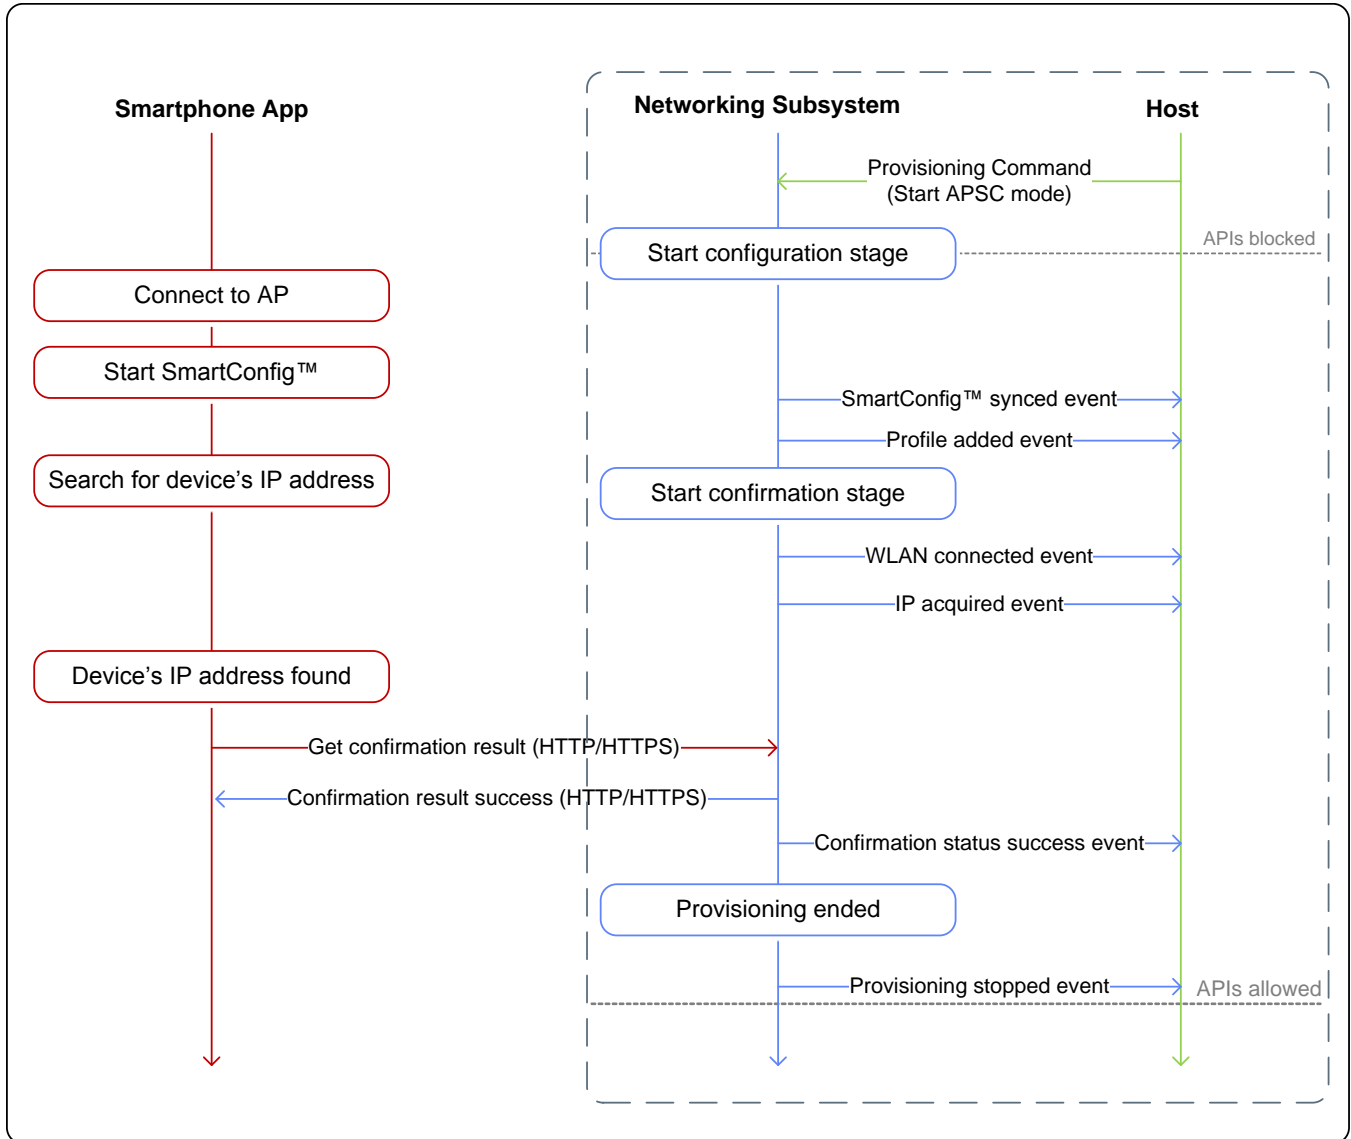 Smartphone App
Networking Subsystem
Host
Provisioning Command
(Start APSC mode)
APIs blocked
Start configuration stage
Connect to AP
Start SmartConfig™
SmartConfig™ synced event
Profile added event
Search for device’s IP address
Start confirmation stage
WLAN connected event
IP acquired event
Device’s IP address found
Get confirmation result (HTTP/HTTPS)
Confirmation result success (HTTP/HTTPS)
Confirmation status success event
Provisioning ended
Provisioning stopped event
APIs allowed